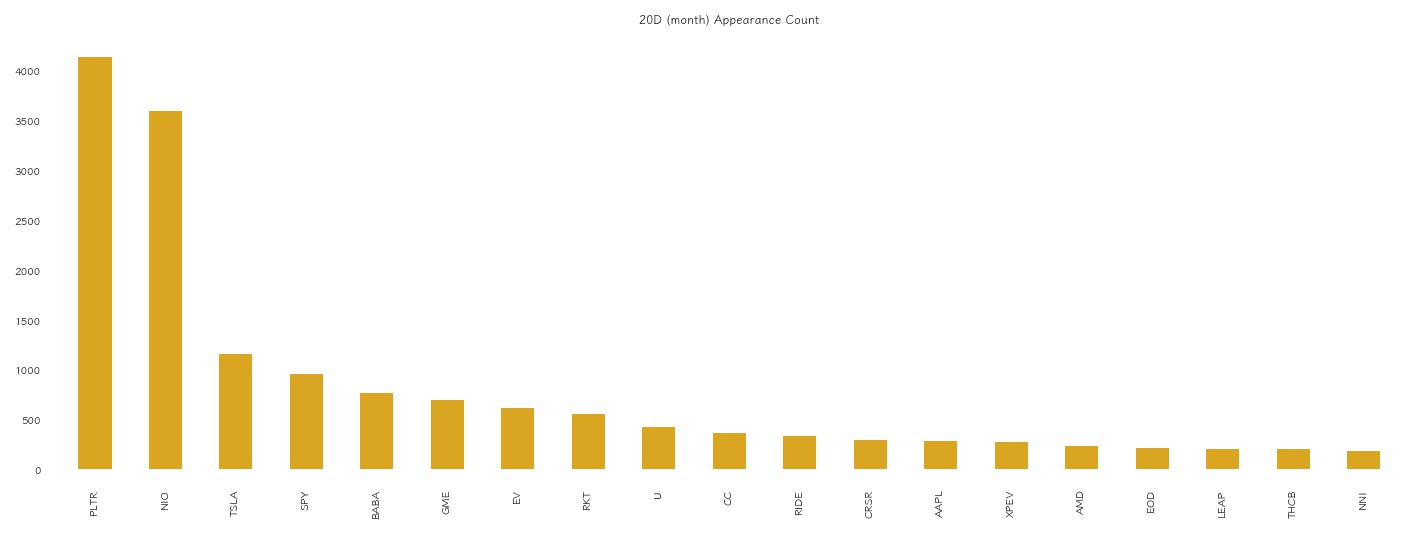 20D (month) Appearance Count
4000
3500
3000
2500
2000
1500
1000
500
0
PLTR
NIO
TSLA
SPY
BABA
GME
EV
RKT
U
CC
RIDE
CRSR
AAPL
XPEV
AMD
EOD
LEAP
THCB
NNI